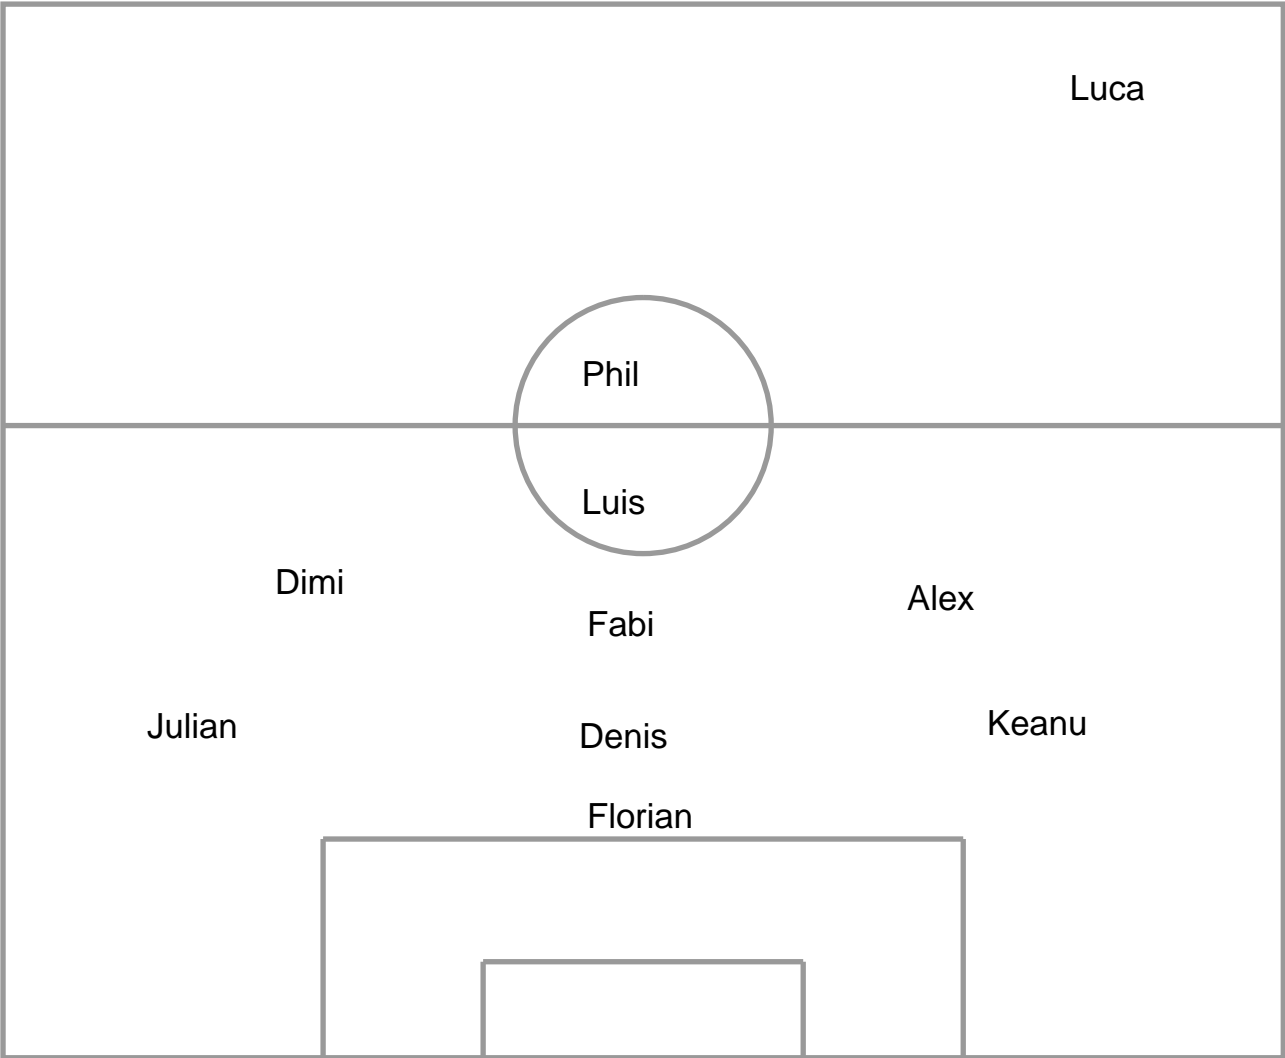 Luca
Phil
Luis
Dimi
Alex
Fabi
Julian
Keanu
Denis
Florian